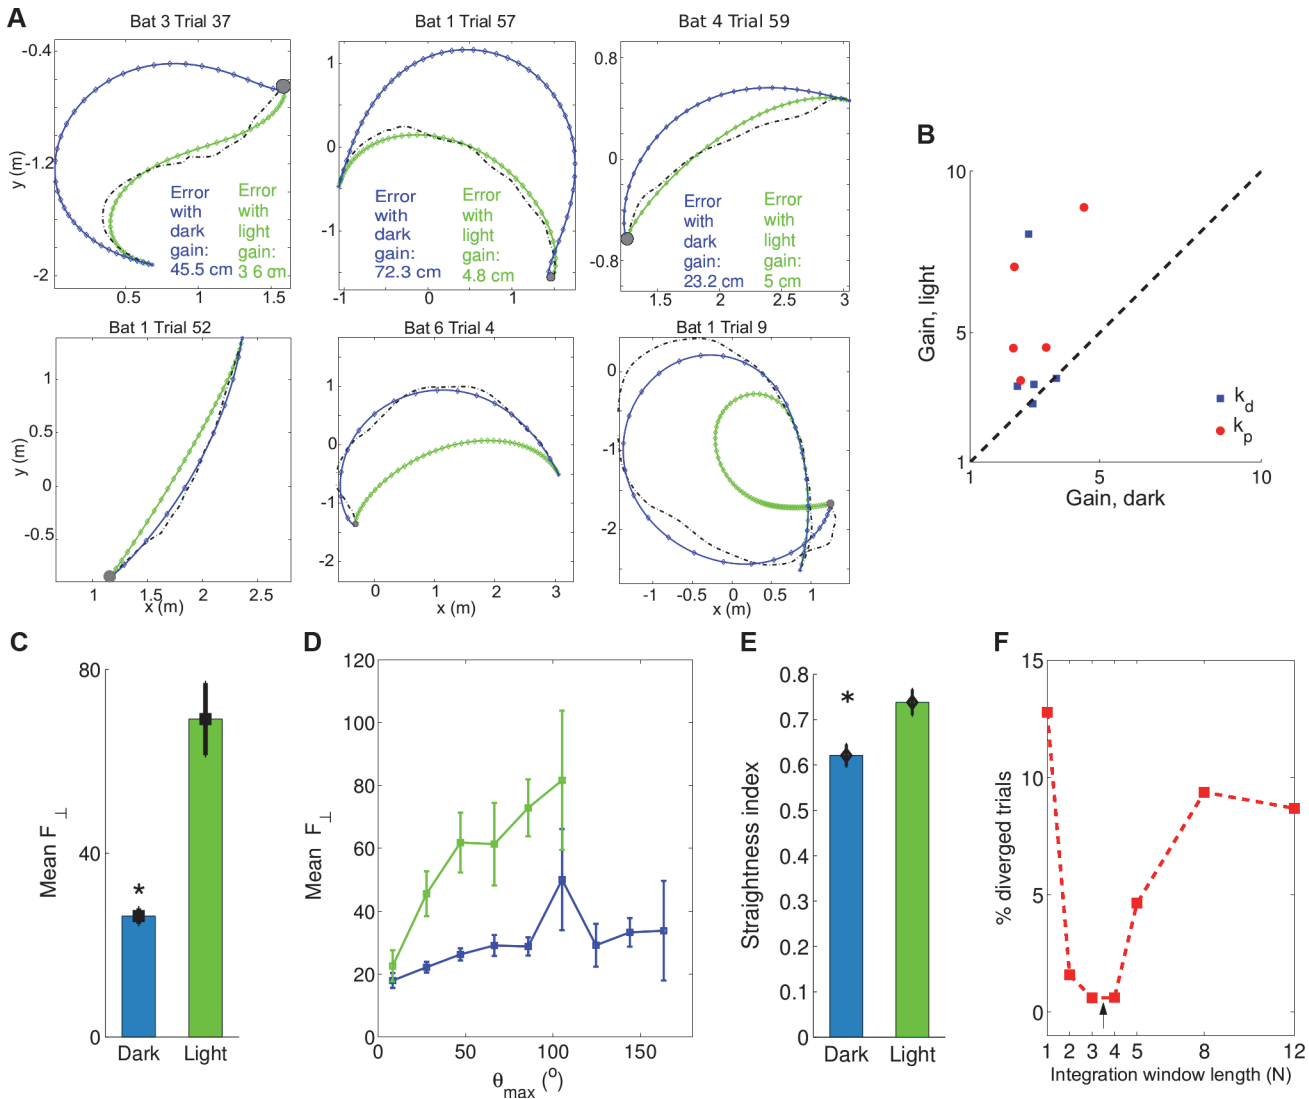 A
Bat 3 Trial 37
Bat 1 Trial 57
Bat 4 Trial 59
y (m)
-0.4
-1.2
-2
0.5
1
1.5
Error
with
dark
gain:
45.5 cm
Error
with
light
gain:
3 6 cm
1
0
-1
-1
0
1
Error
with
dark
gain:
72.3 cm
Error
with
light
gain:
4.8 cm
0.8
0.4
0
-0.8
1.5
2
2.5
3
Error
with
dark
gain:
23.2 cm
Error
with
light
gain:
5 cm
Bat 1 Trial 52
Bat 6 Trial 4
Bat 1 Trial 9
y(m)
1
0.5
0
-0.5
1
1.5
2
2.5
x (m)
1
0
-1
-2
0
1
2
3
x (m)
0
-1
-2
-1
-0.5
0
0.5
1
x (m)
B
Gain, light
10
5
1
1
5
10
Gain, dark
k_d
k_p
C
Mean F⊥
80
40
0
*
Dark
Light
D
Mean F⊥
120
100
80
60
40
20
0
0
50
100
150
θ_max (°)
E
Straightness index
0.8
0.7
0.6
0.5
0.4
0.3
0.2
0.1
0
*
Dark
Light
F
% diverged trials
15
10
5
0
1
2
3
4
5
8
12
Integration window length (N)